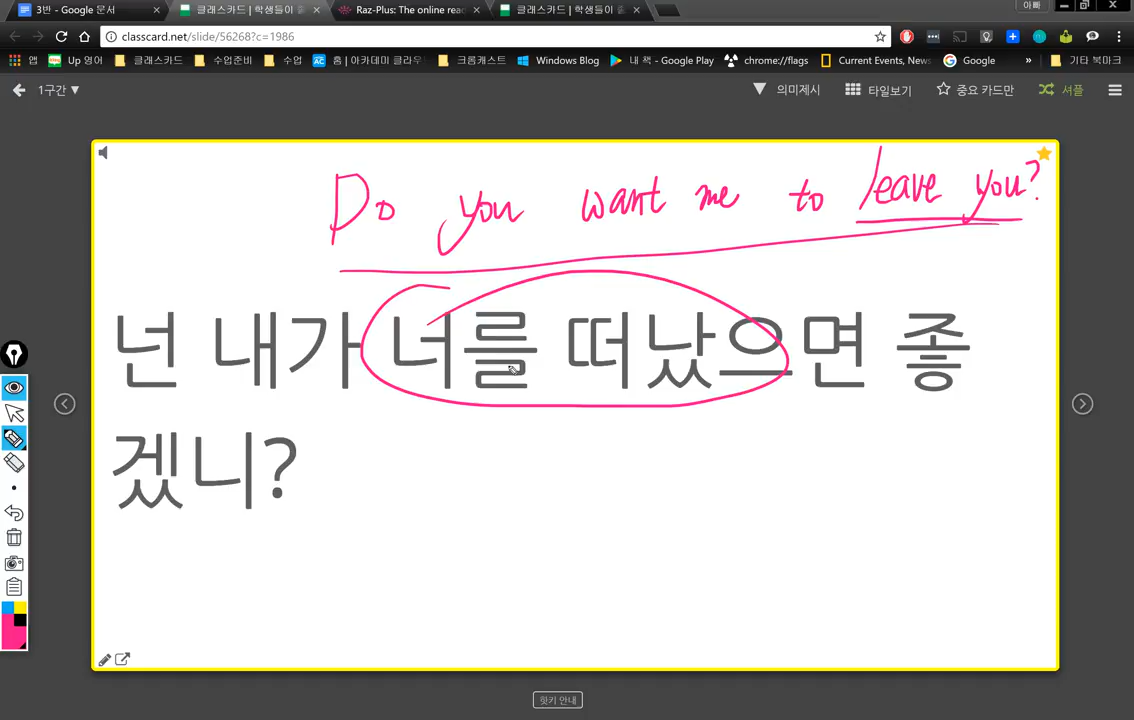 3반 - Google 문서
클래스카드 | 학생들이 좋
Raz-Plus: The online rea
클래스카드 | 학생들이
아빠
classcard.net/slide/56268?c=1986
앱
Up 영어
클래스카드
수업준비
수업
AC 홈 | 아카데미 클라우
크롬캐스트
Windows Blog
내 책 - Google Play
chrome://flags
Current Events, News
Google
»
기타 북마크
1구간
의미제시
타일보기
중요 카드만
셔플
Do you want me to leave you?
넌 내가 너를 떠났으면 좋
겠니?
핫키 안내